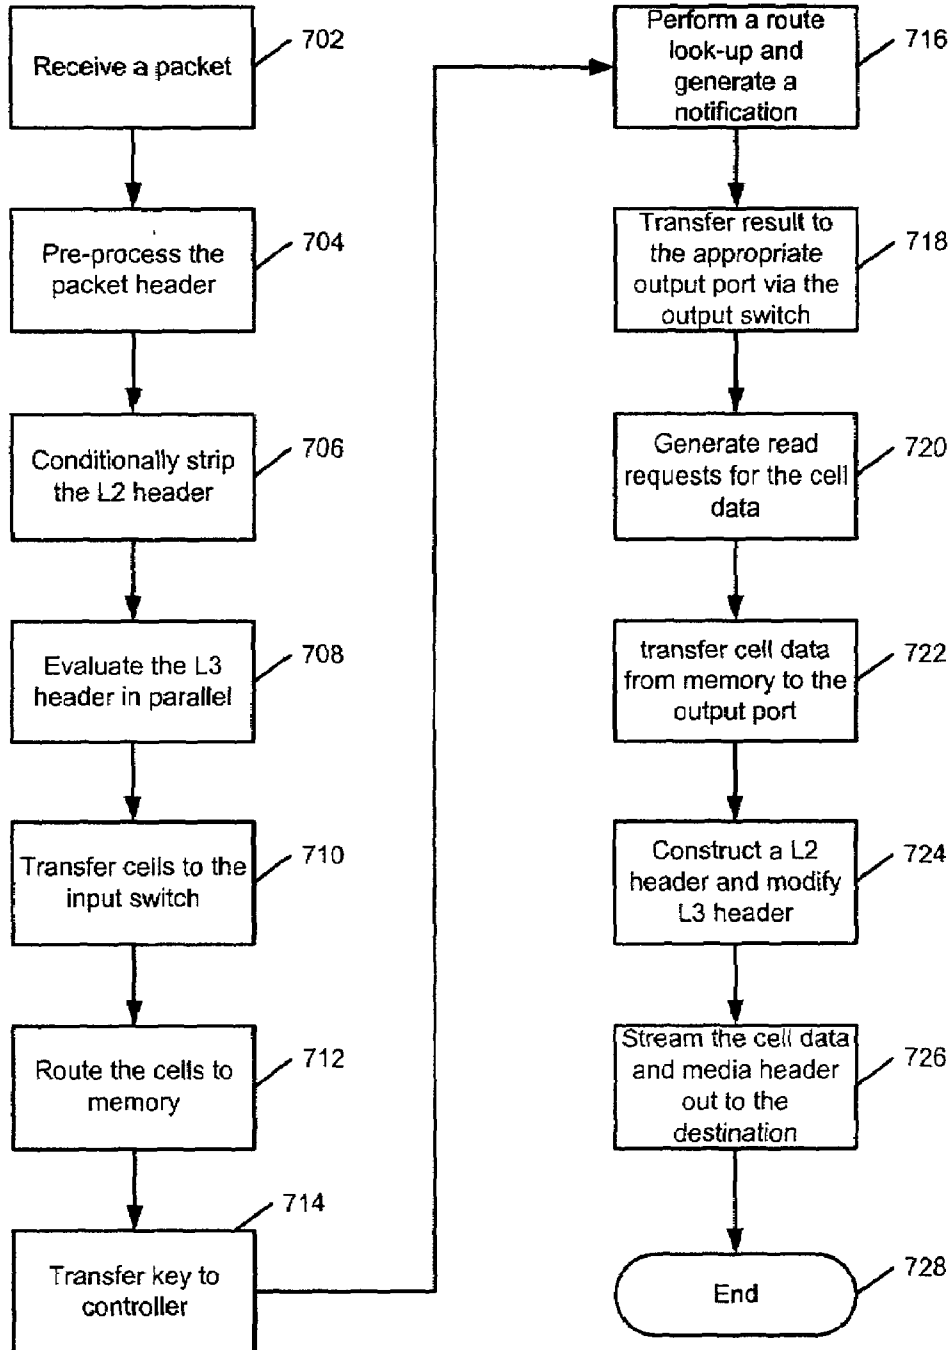 Receive a packet
702
Pre-process the
packet header
704
Conditionally strip
the L2 header
706
Evaluate the L3
header in parallel
708
Transfer cells to the
input switch
710
Route the cells to
memory
712
Transfer key to
controller
714
Perform a route
look-up and
generate a
notification
716
Transfer result to
the appropriate
output port via the
output switch
718
Generate read
requests for the cell
data
720
transfer cell data
from memory to the
output port
722
Construct a L2
header and modify
L3 header
724
Stream the cell data
and media header
out to the
destination
726
End
728